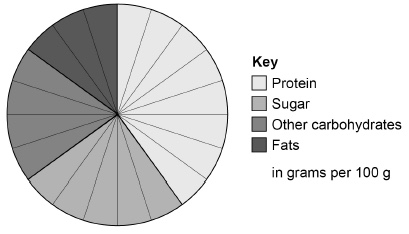 Key
Protein
Sugar
Other carbohydrates
Fats
in grams per 100 g